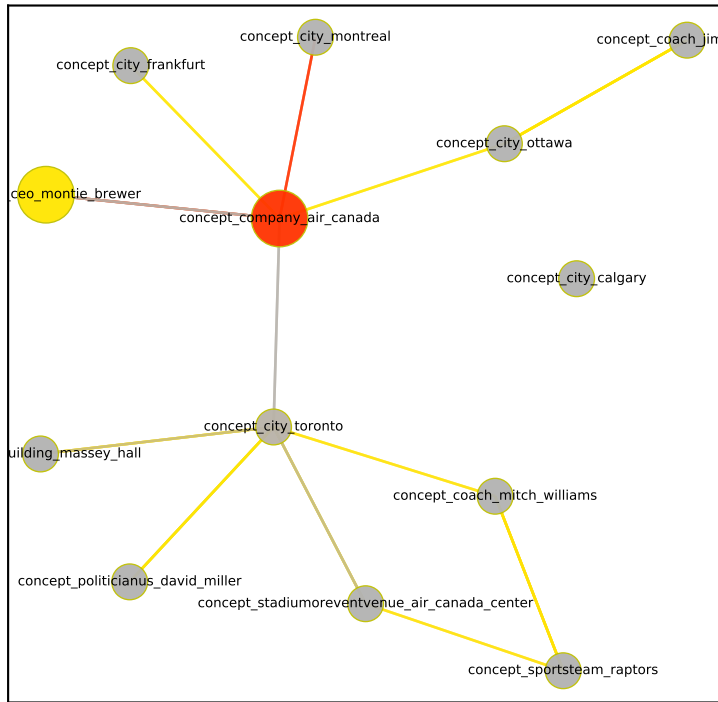 concept_city_montreal
concept_coach_jim
concept_city_frankfurt
concept_city_ottawa
ceo_montie_brewer
concept_company_air_canada
concept_city_calgary
concept_city_toronto
uilding_massey_hall
concept_coach_mitch_williams
concept_politicianus_david_miller
concept_stadiumoreventvenue_air_canada_center
concept_sportsteam_raptors